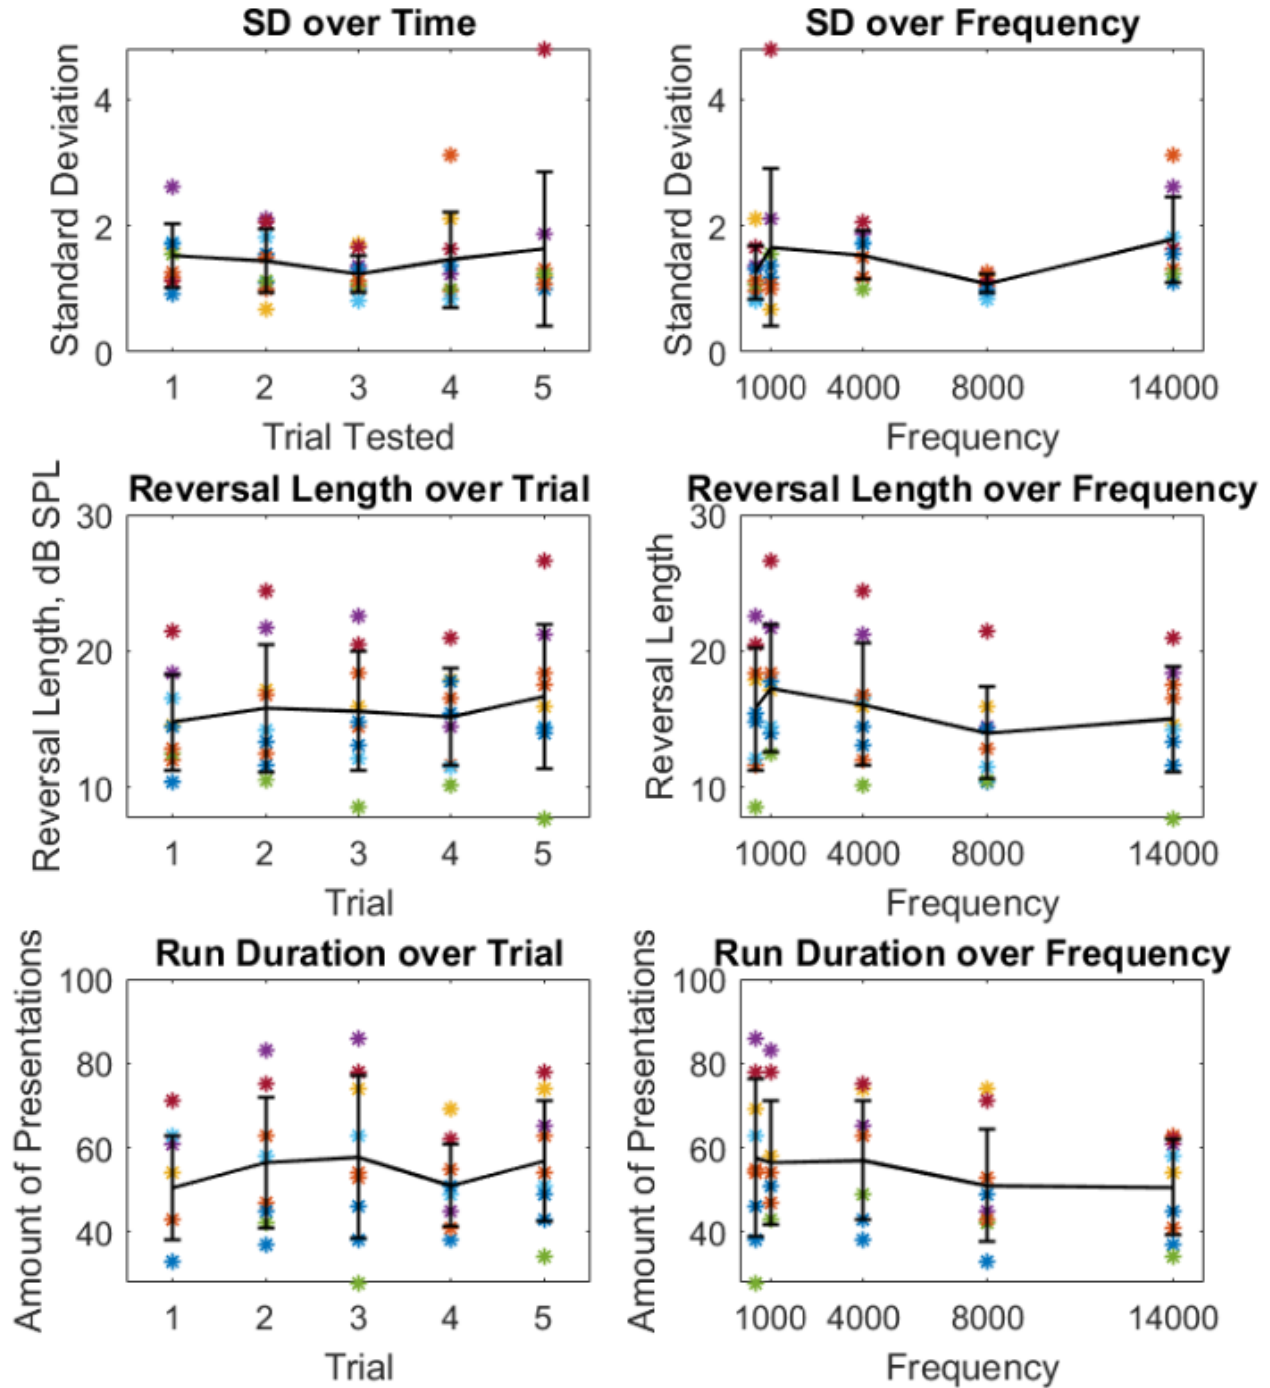 SD over Time
SD over Frequency
Standard Deviation
4
2
0
1 2 3 4 5
Trial Tested
Standard Deviation
4
2
0
1000 4000 8000 14000
Frequency
Reversal Length over Trial
Reversal Length over Frequency
Reversal Length, dB SPL
30
20
10
1 2 3 4 5
Trial
Reversal Length
30
20
10
1000 4000 8000 14000
Frequency
Run Duration over Trial
Run Duration over Frequency
Amount of Presentations
100
80
60
40
1 2 3 4 5
Trial
Amount of Presentations
100
80
60
40
1000 4000 8000 14000
Frequency